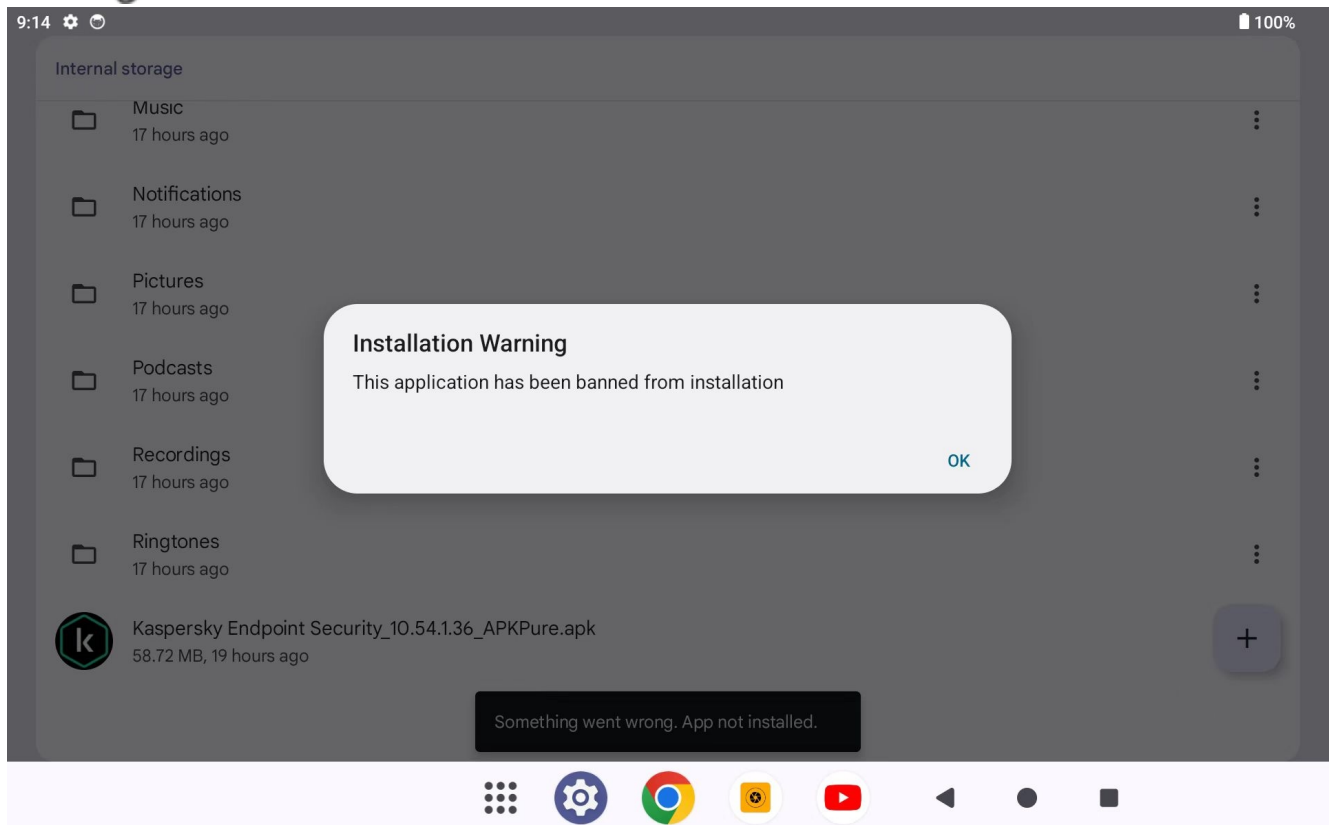 9:14
100%
Internal storage
Music
17 hours ago
Notifications
17 hours ago
Pictures
17 hours ago
Installation Warning
This application has been banned from installation
OK
Podcasts
17 hours ago
Recordings
17 hours ago
Ringtones
17 hours ago
Kaspersky Endpoint Security_10.54.1.36_APKPure.apk
58.72 MB, 19 hours ago
Something went wrong. App not installed.